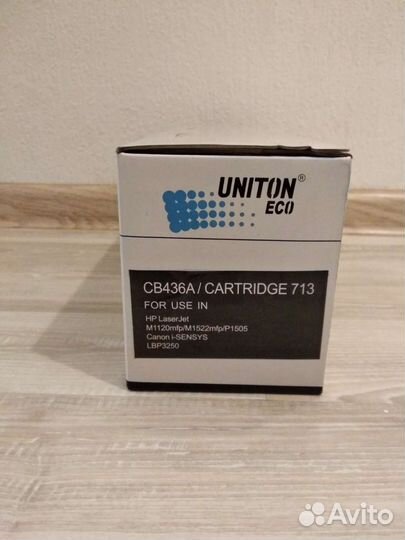 UNITON®
ECO
CB436A / CARTRIDGE 713
FOR USE IN
HP LaserJet
M1120mfp/M1522mfp/P1505
Canon i-SENSYS
LBP3250
Avito